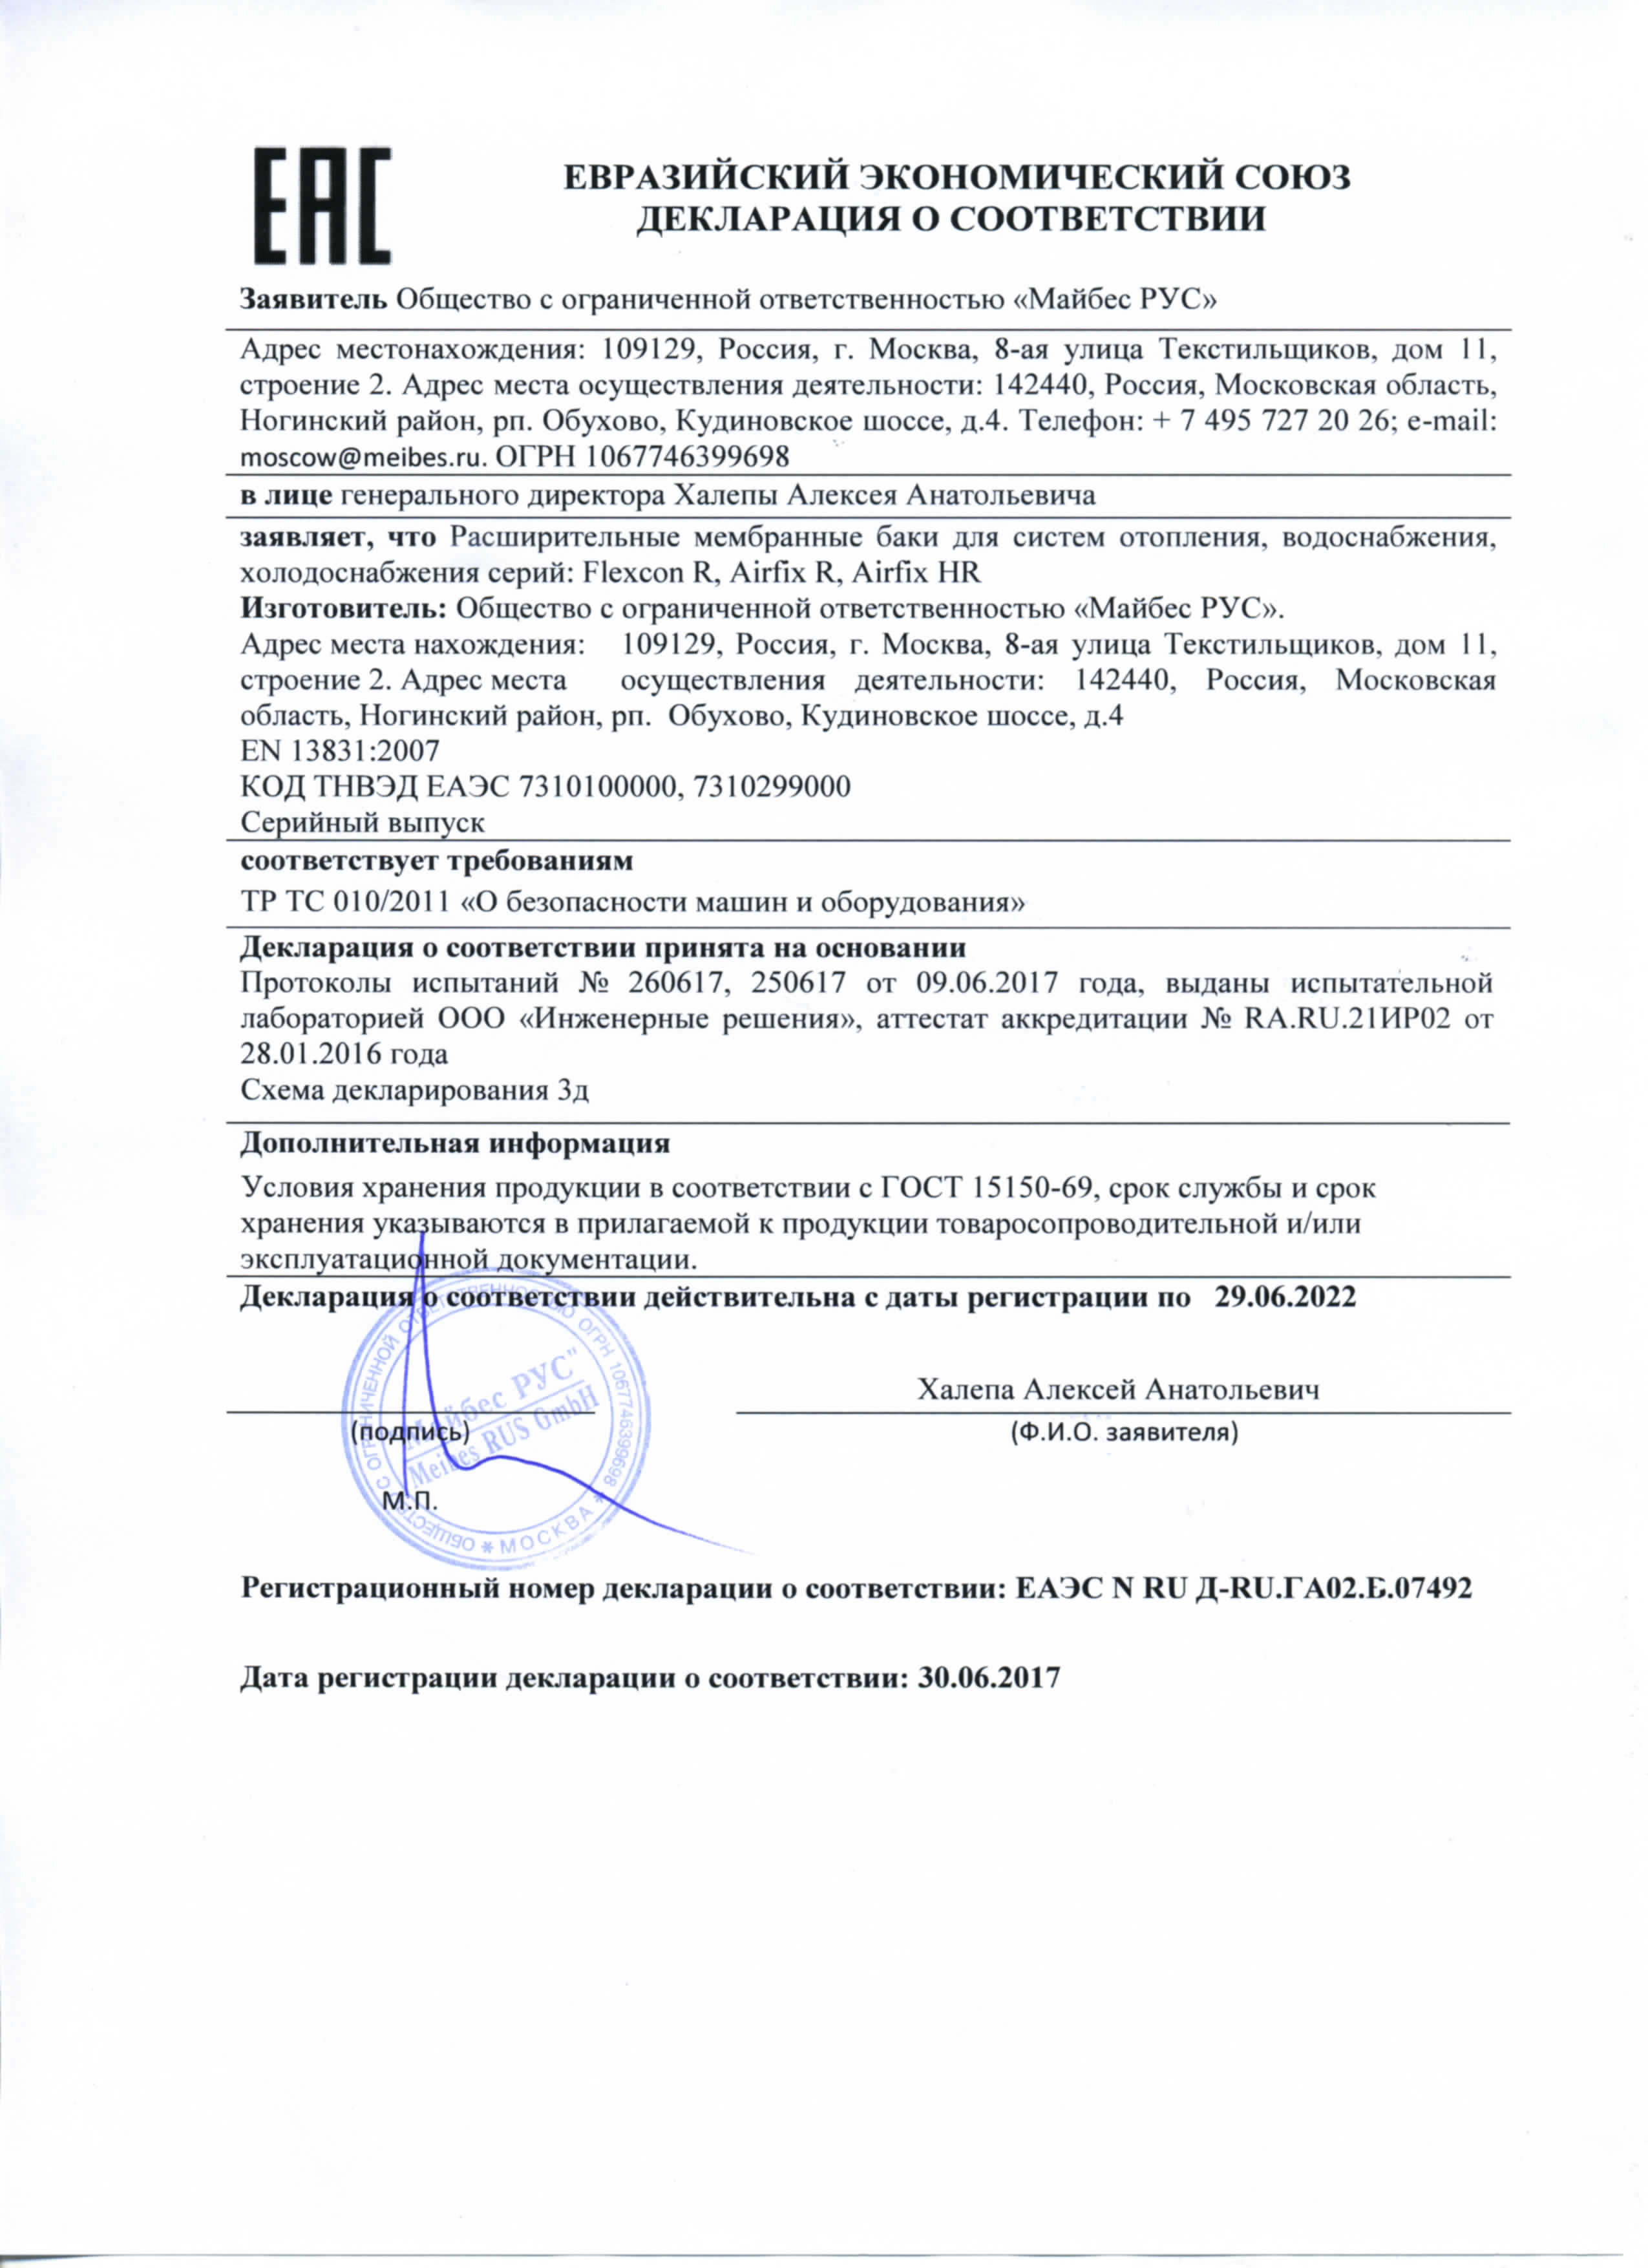 ЕАС
ЕВРАЗИЙСКИЙ ЭКОНОМИЧЕСКИЙ СОЮЗ
ДЕКЛАРАЦИЯ О СООТВЕТСТВИИ
Заявитель Общество с ограниченной ответственностью «Майбес РУС»
Адрес местонахождения: 109129, Россия, г. Москва, 8-ая улица Текстильщиков, дом 11,
строение 2. Адрес места осуществления деятельности: 142440, Россия, Московская область,
Ногинский район, рп. Обухово, Кудиновское шоссе, д.4. Телефон: + 7 495 727 20 26; e-mail:
moscow@meibes.ru. ОГРН 1067746399698
в лице генерального директора Халепы Алексея Анатольевича
заявляет, что Расширительные мембранные баки для систем отопления, водоснабжения,
холодоснабжения серий: Flexcon R, Airfix R, Airfix HR
Изготовитель: Общество с ограниченной ответственностью «Майбес РУС».
Адрес места нахождения: 109129, Россия, г. Москва, 8-ая улица Текстильщиков, дом 11,
строение 2. Адрес места осуществления деятельности: 142440, Россия, Московская
область, Ногинский район, рп. Обухово, Кудиновское шоссе, д.4
EN 13831:2007
КОД ТНВЭД ЕАЭС 7310100000, 7310299000
Серийный выпуск
соответствует требованиям
ТР ТС 010/2011 «О безопасности машин и оборудования»
Декларация о соответствии принята на основании
Протоколы испытаний № 260617, 250617 от 09.06.2017 года, выданы испытательной
лабораторией ООО «Инженерные решения», аттестат аккредитации № RA.RU.21ИР02 от
28.01.2016 года
Схема декларирования 3д
Дополнительная информация
Условия хранения продукции в соответствии с ГОСТ 15150-69, срок службы и срок
хранения указываются в прилагаемой к продукции товаросопроводительной и/или
эксплуатационной документации.
Декларация о соответствии действительна с даты регистрации по 29.06.2022
ОБЩЕСТВО С ОГРАНИЧЕННОЙ ОТВЕТСТВЕННОСТЬЮ ОГРН 1067746399698 * МОСКВА *
Майбес РУС"
Meibes RUS GmbH
Халепа Алексей Анатольевич
(подпись)
(Ф.И.О. заявителя)
М.П.
Регистрационный номер декларации о соответствии: ЕАЭС N RU Д-RU.ГА02.Б.07492
Дата регистрации декларации о соответствии: 30.06.2017